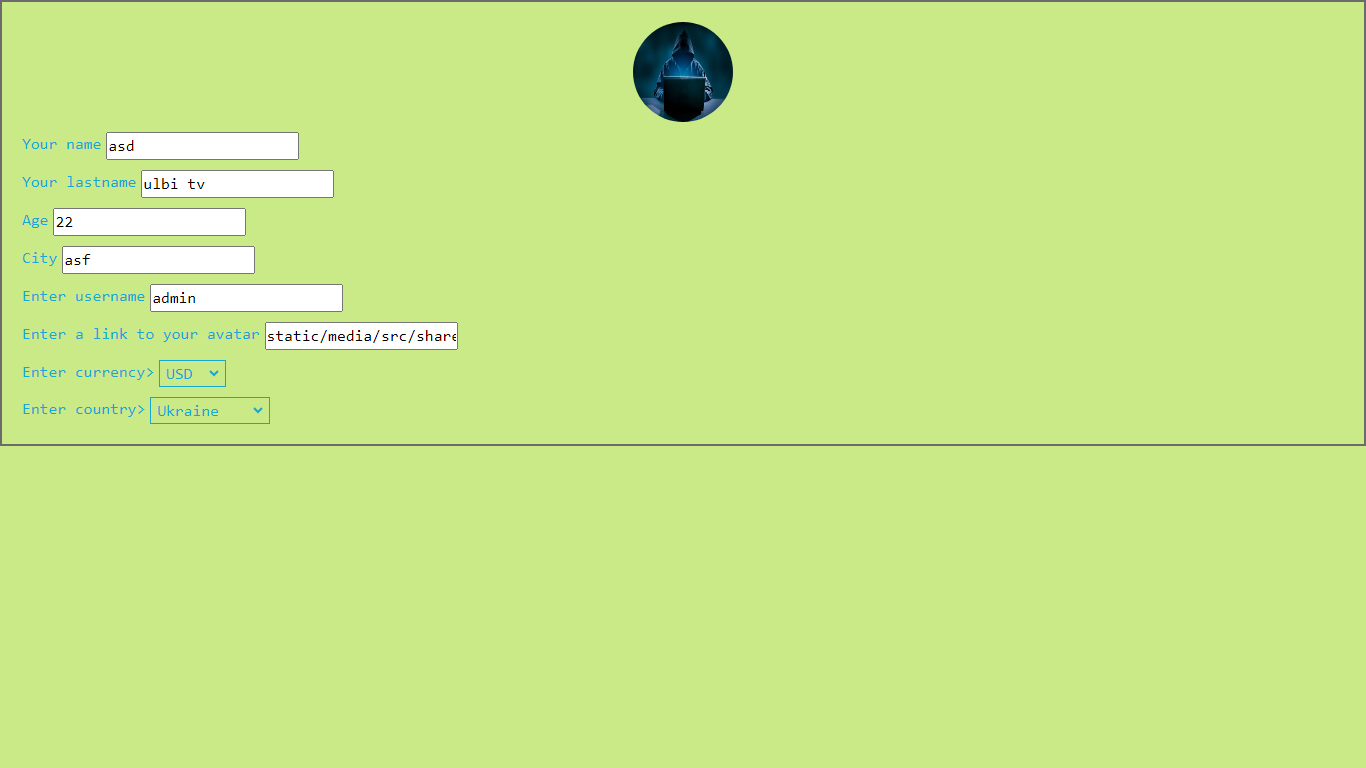 Your name asd
Your lastname ulbi tv
Age 22
City asf
Enter username admin
Enter a link to your avatar static/media/src/share
Enter currency> USD
Enter country> Ukraine